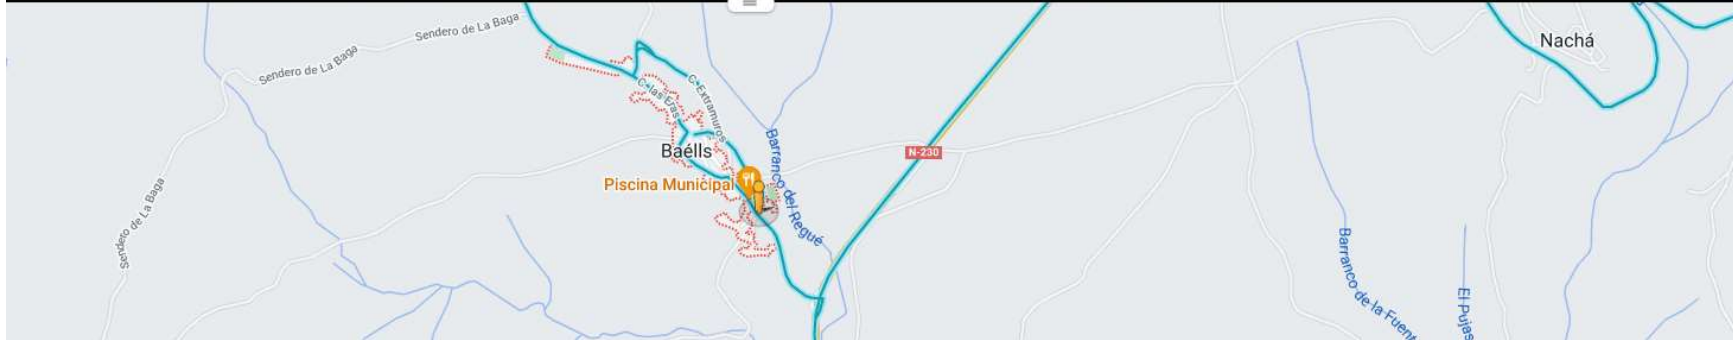 Sendero de La Baga
Sendero de La Baga
Nachá
C. las Eras
C. Extramuros
Barranco del Regué
Baélls
N-230
Piscina Municipal
Sendero de La Baga
Barranco de la Fuent
El Pujas